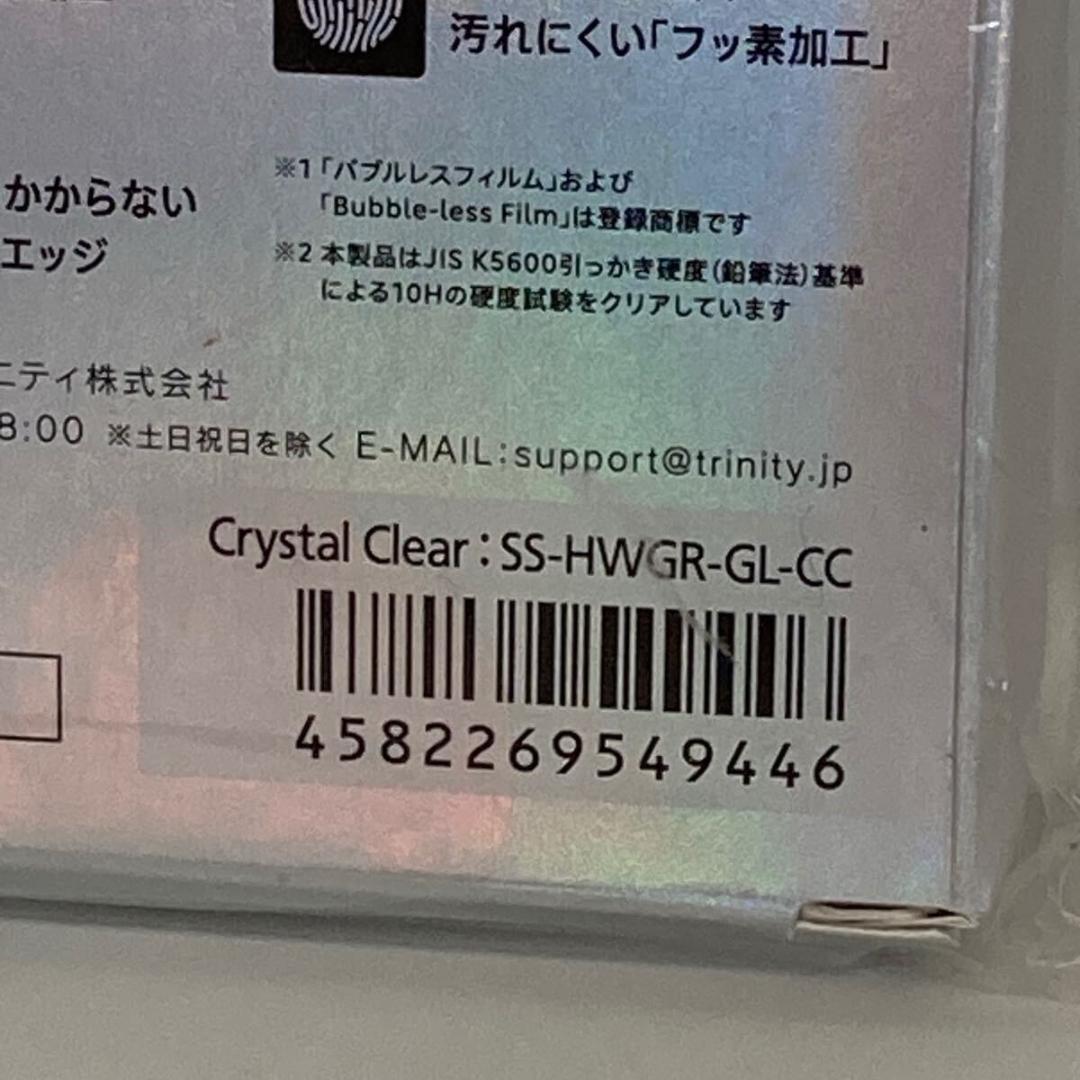 汚れにくい「フッ素加工」
かからない
エッジ
※1「バブルレスフィルム」および
「Bubble-less Film」は登録商標です
※2 本製品はJIS K5600引っかき硬度(鉛筆法)基準
による10Hの硬度試験をクリアしています
ニティ株式会社
8:00 ※土日祝日を除く E-MAIL:support@trinity.jp
Crystal Clear:SS-HWGR-GL-CC
4582269549446